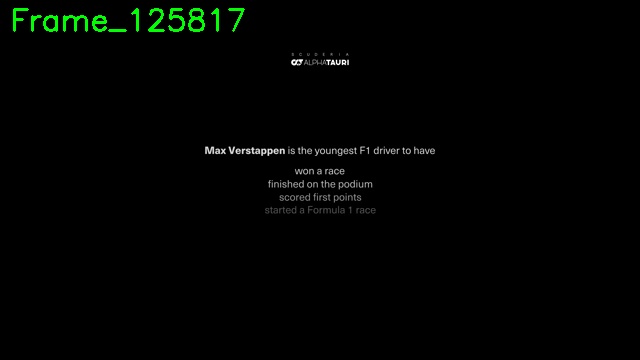 Frame_125817
SCUDERIA
ALPHATAURI
Max Verstappen is the youngest F1 driver to have
won a race
finished on the podium
scored first points
started a Formula 1 race